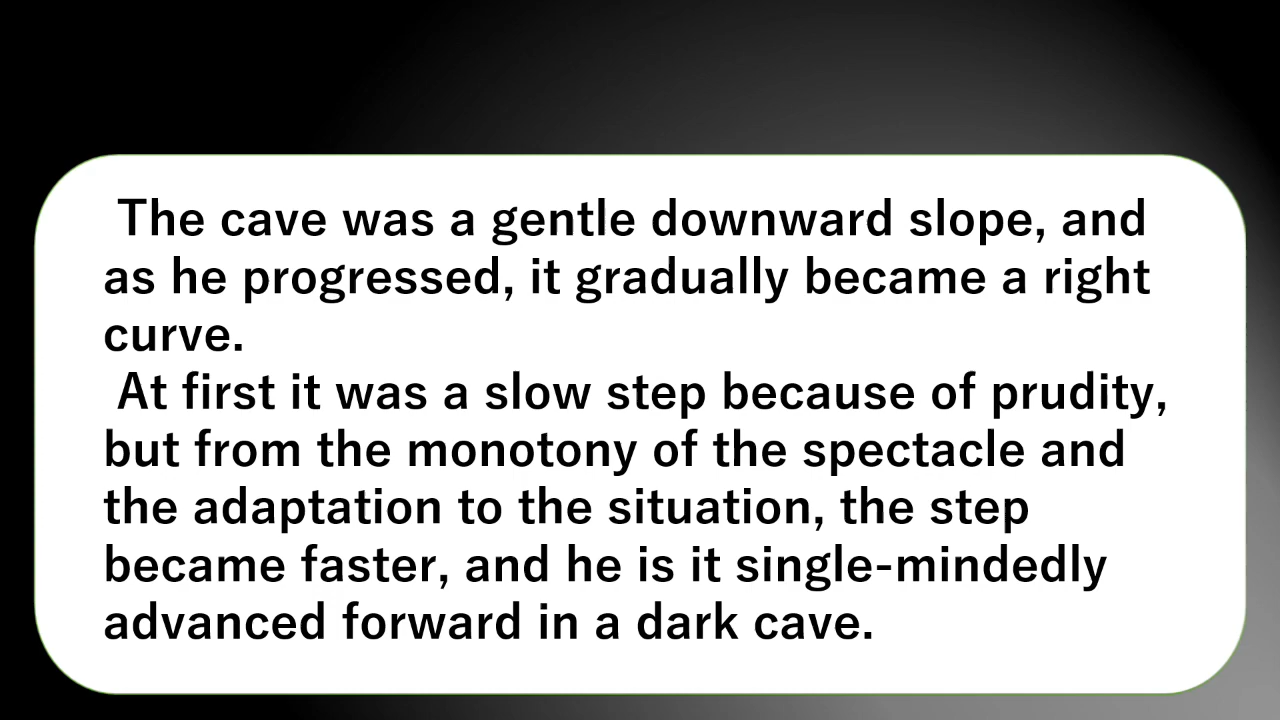 The cave was a gentle downward slope, and
as he progressed, it gradually became a right
curve.
At first it was a slow step because of prudity,
but from the monotony of the spectacle and
the adaptation to the situation, the step
became faster, and he is it single-mindedly
advanced forward in a dark cave.